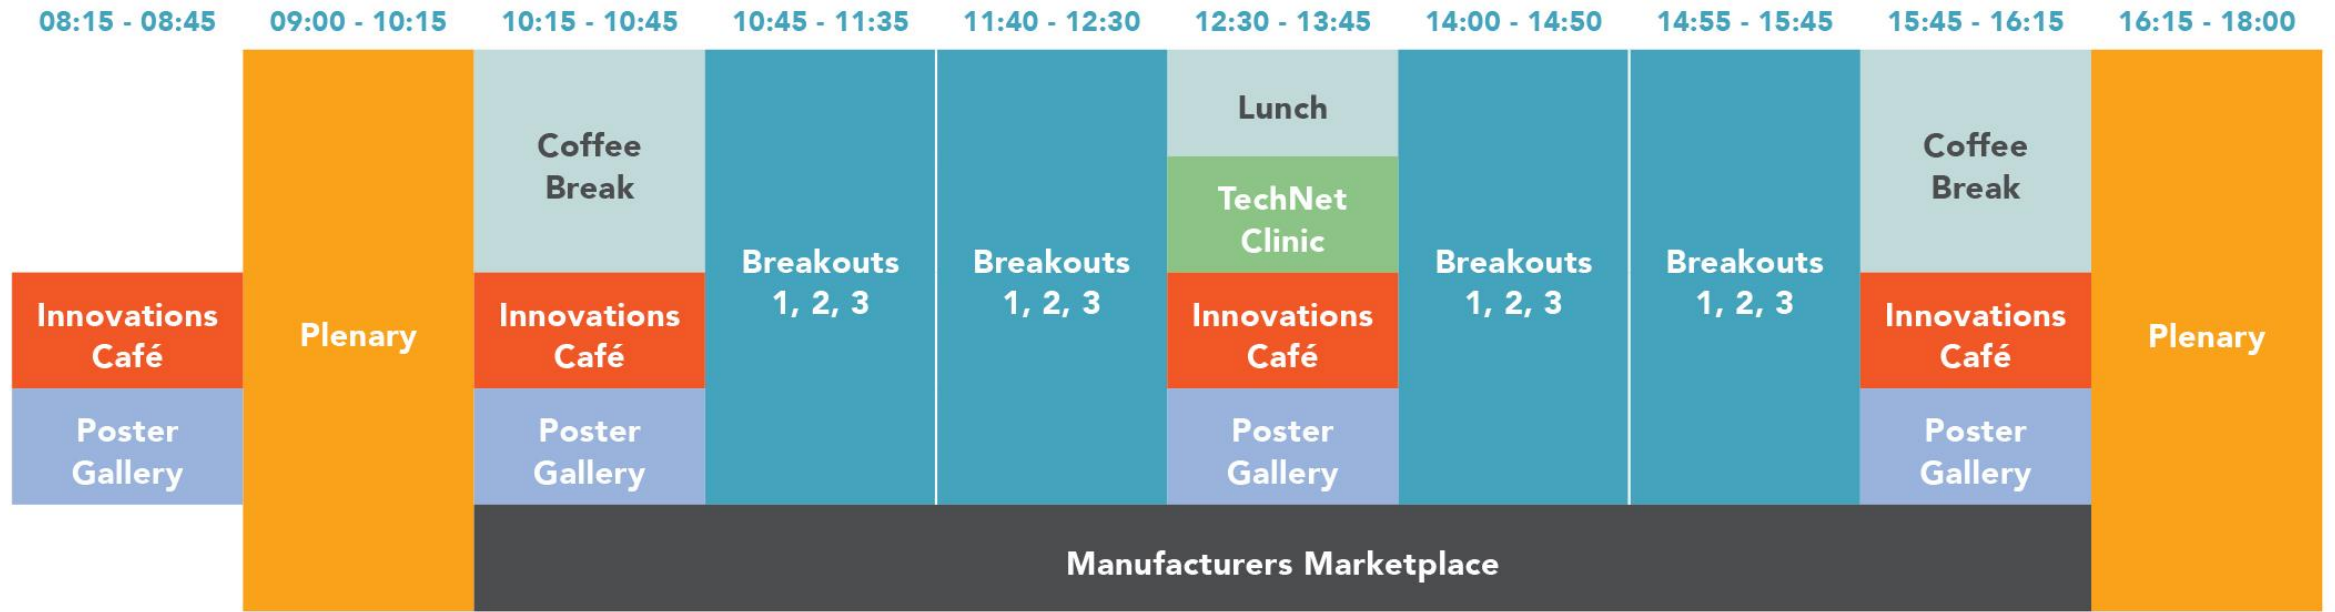 08:15 - 08:45
09:00 - 10:15
10:15 - 10:45
10:45 - 11:35
11:40 - 12:30
12:30 - 13:45
14:00 - 14:50
14:55 - 15:45
15:45 - 16:15
16:15 - 18:00
Innovations
Café
Poster
Gallery
Plenary
Coffee
Break
Innovations
Café
Poster
Gallery
Breakouts
1, 2, 3
Breakouts
1, 2, 3
Lunch
TechNet
Clinic
Innovations
Café
Poster
Gallery
Breakouts
1, 2, 3
Breakouts
1, 2, 3
Coffee
Break
Innovations
Café
Poster
Gallery
Plenary
Manufacturers Marketplace